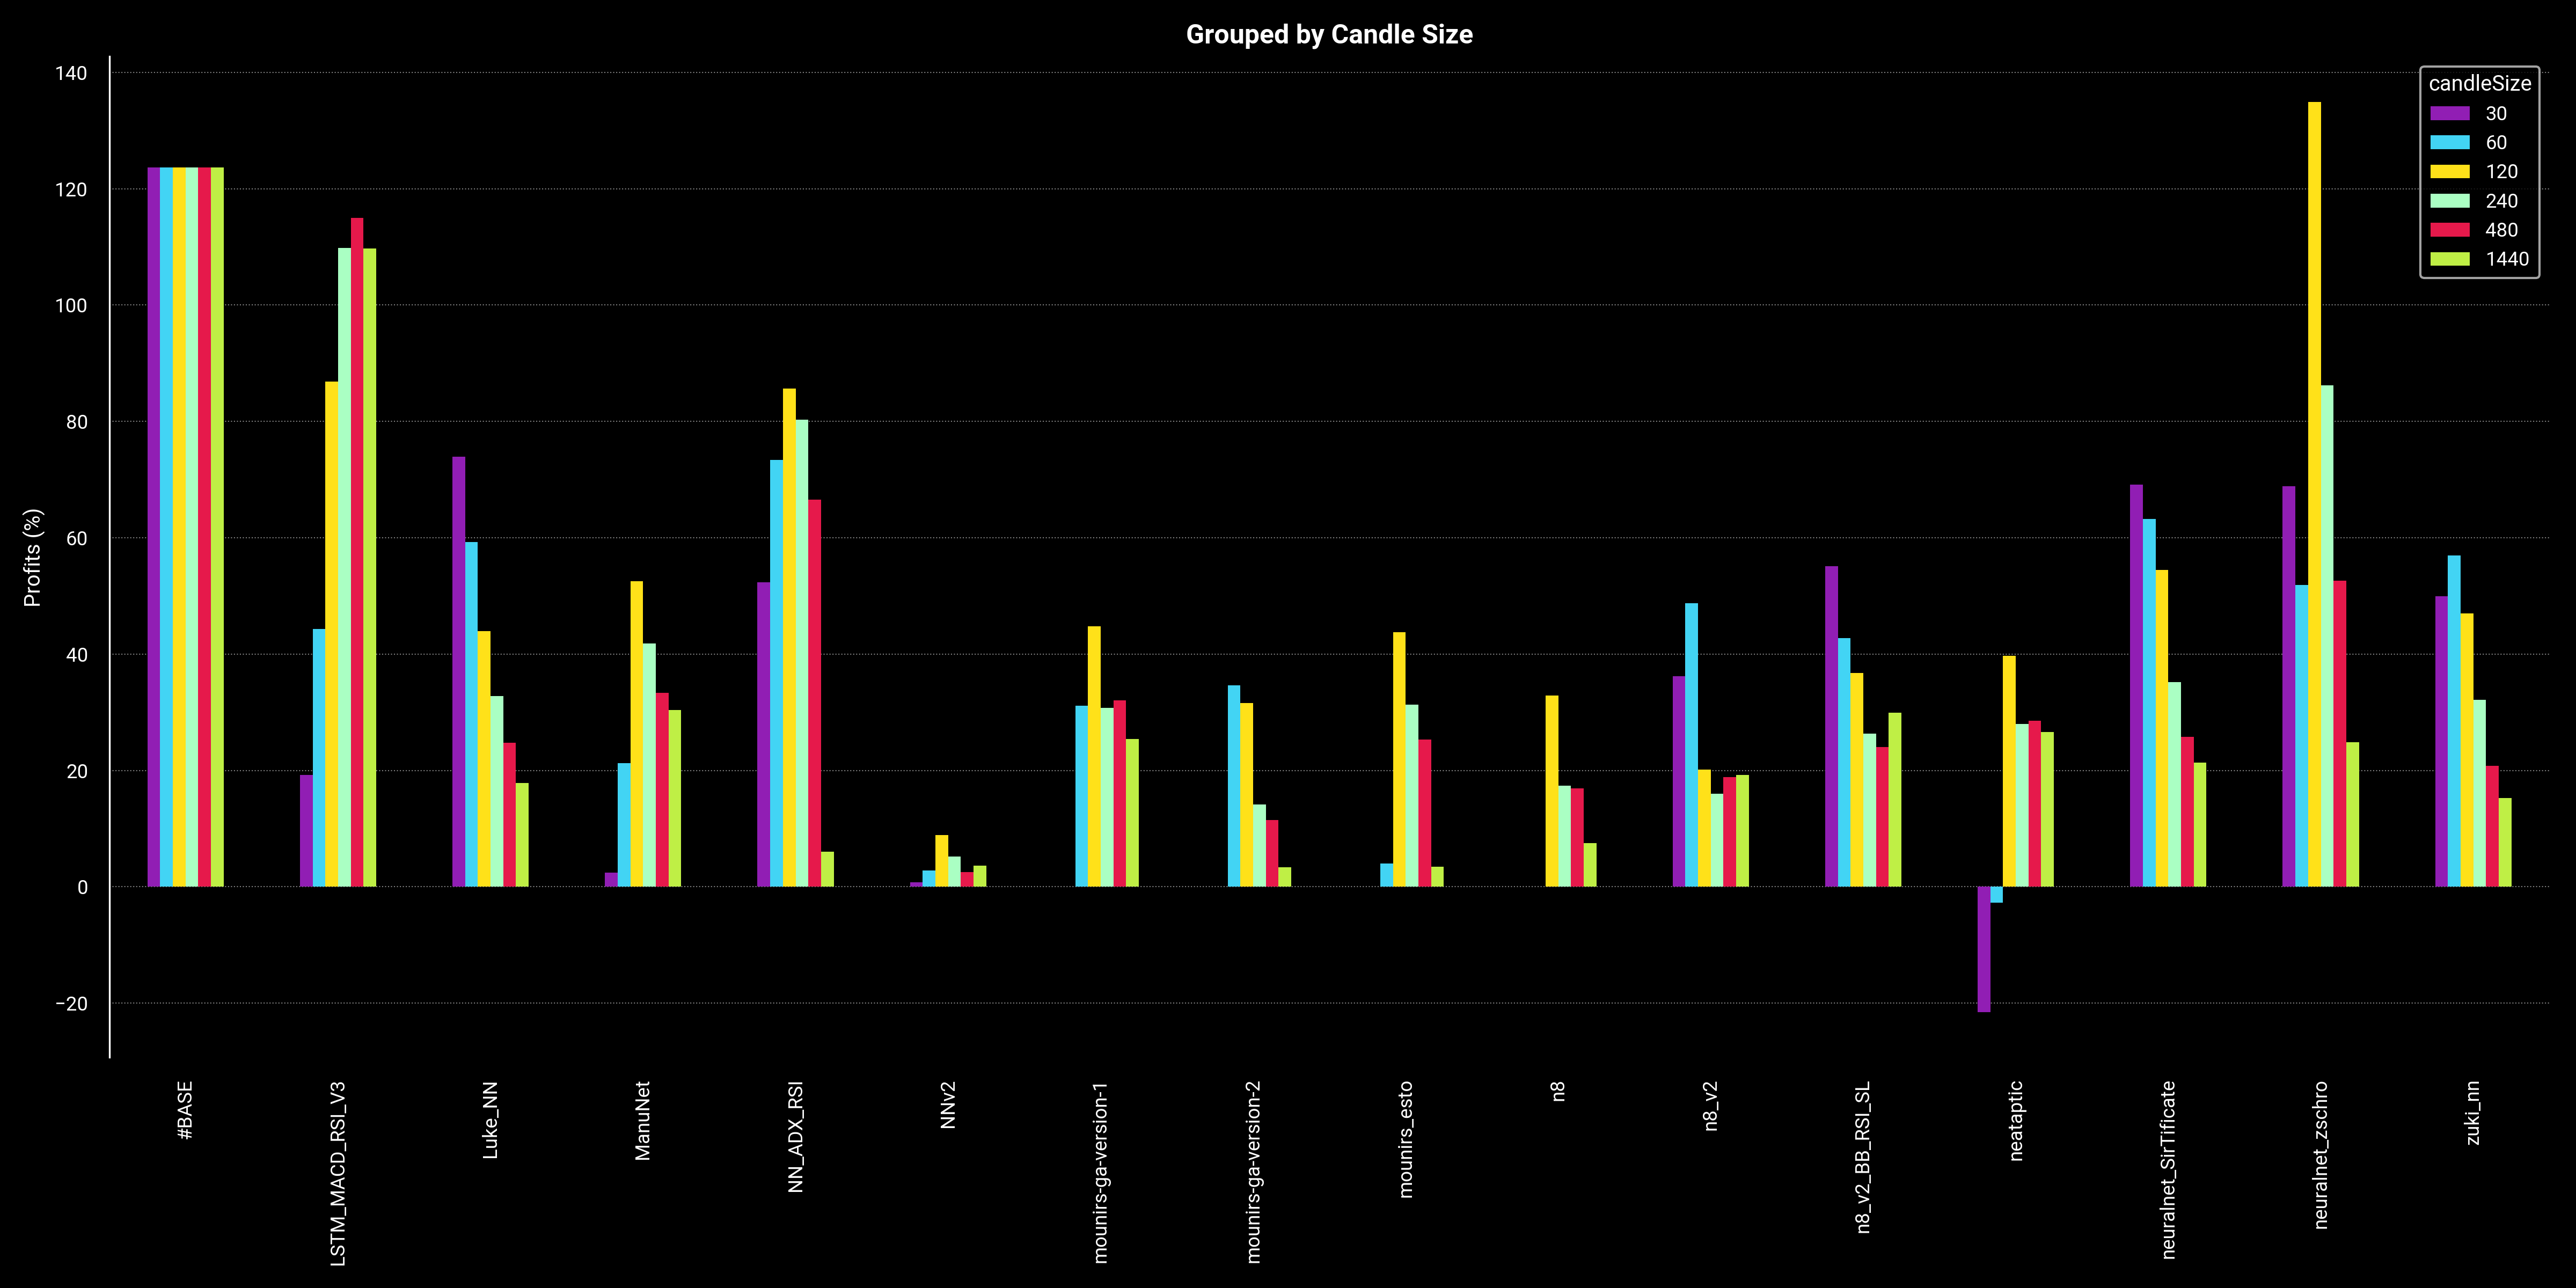 Grouped by Candle Size
Profits (%)
140
120
100
80
60
40
20
0
−20
candleSize
30
60
120
240
480
1440
#BASE
LSTM_MACD_RSI_V3
Luke_NN
ManuNet
NN_ADX_RSI
NNv2
mounirs-ga-version-1
mounirs-ga-version-2
mounirs_esto
n8
n8_v2
n8_v2_BB_RSI_SL
neataptic
neuralnet_SirTificate
neuralnet_zschro
zuki_nn